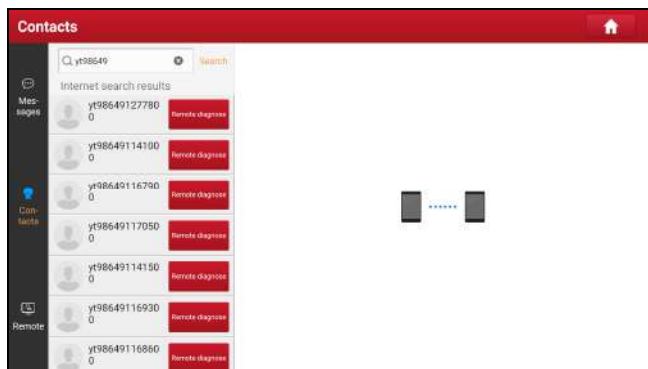 Contacts
yt98649
Search
Internet search results
Mes-
sages
Con-
tacts
Remote
yt98649127780
0
Remote diagnose
yt98649114100
0
Remote diagnose
yt98649116790
0
Remote diagnose
yt98649117050
0
Remote diagnose
yt98649114150
0
Remote diagnose
yt98649116930
0
Remote diagnose
yt98649116860
0
Remote diagnose